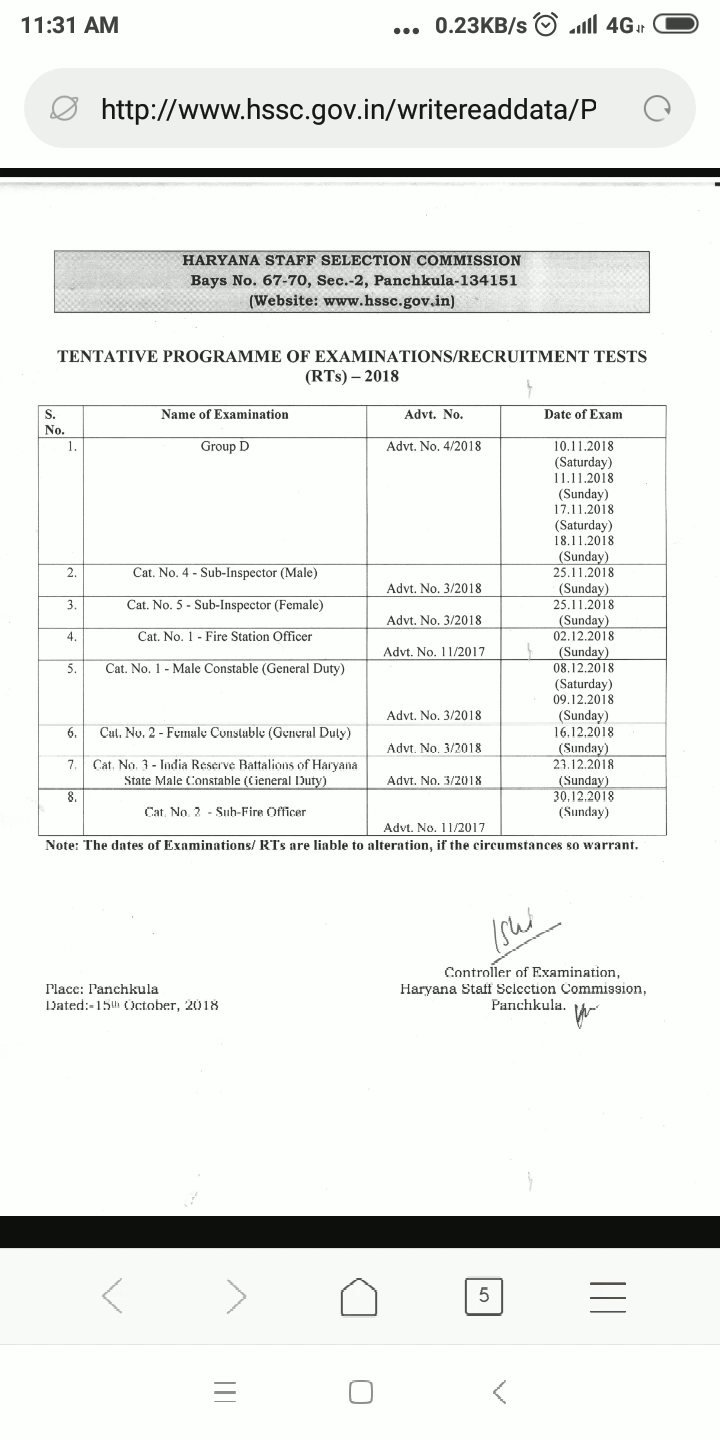 11:31 AM
... 0.23KB/s 4G
http://www.hssc.gov.in/writereaddata/P
HARYANA STAFF SELECTION COMMISSION
Bays No. 67-70, Sec.-2, Panchkula-134151
(Website: www.hssc.gov.in)
TENTATIVE PROGRAMME OF EXAMINATIONS/RECRUITMENT TESTS
(RTs) – 2018
S. No. Name of Examination Advt. No. Date of Exam
1. Group D Advt. No. 4/2018 10.11.2018
(Saturday)
11.11.2018
(Sunday)
17.11.2018
(Saturday)
18.11.2018
(Sunday)
2. Cat. No. 4 - Sub-Inspector (Male) 25.11.2018
Advt. No. 3/2018 (Sunday)
3. Cat. No. 5 - Sub-Inspector (Female) 25.11.2018
Advt. No. 3/2018 (Sunday)
4. Cat. No. 1 - Fire Station Officer 02.12.2018
Advt. No. 11/2017 (Sunday)
5. Cat. No. 1 - Male Constable (General Duty) 08.12.2018
(Saturday)
09.12.2018
Advt. No. 3/2018 (Sunday)
6. Cat. No. 2 - Female Constable (General Duty) 16.12.2018
Advt. No. 3/2018 (Sunday)
7. Cat. No. 3 - India Reserve Battalions of Haryana 23.12.2018
State Male Constable (General Duty) Advt. No. 3/2018 (Sunday)
8. 30.12.2018
Cat. No. 2 - Sub-Fire Officer (Sunday)
Advt. No. 11/2017
Note: The dates of Examinations/ RTs are liable to alteration, if the circumstances so warrant.
Controller of Examination,
Place: Panchkula Haryana Staff Selection Commission,
Dated:-15th October, 2018 Panchkula.
5